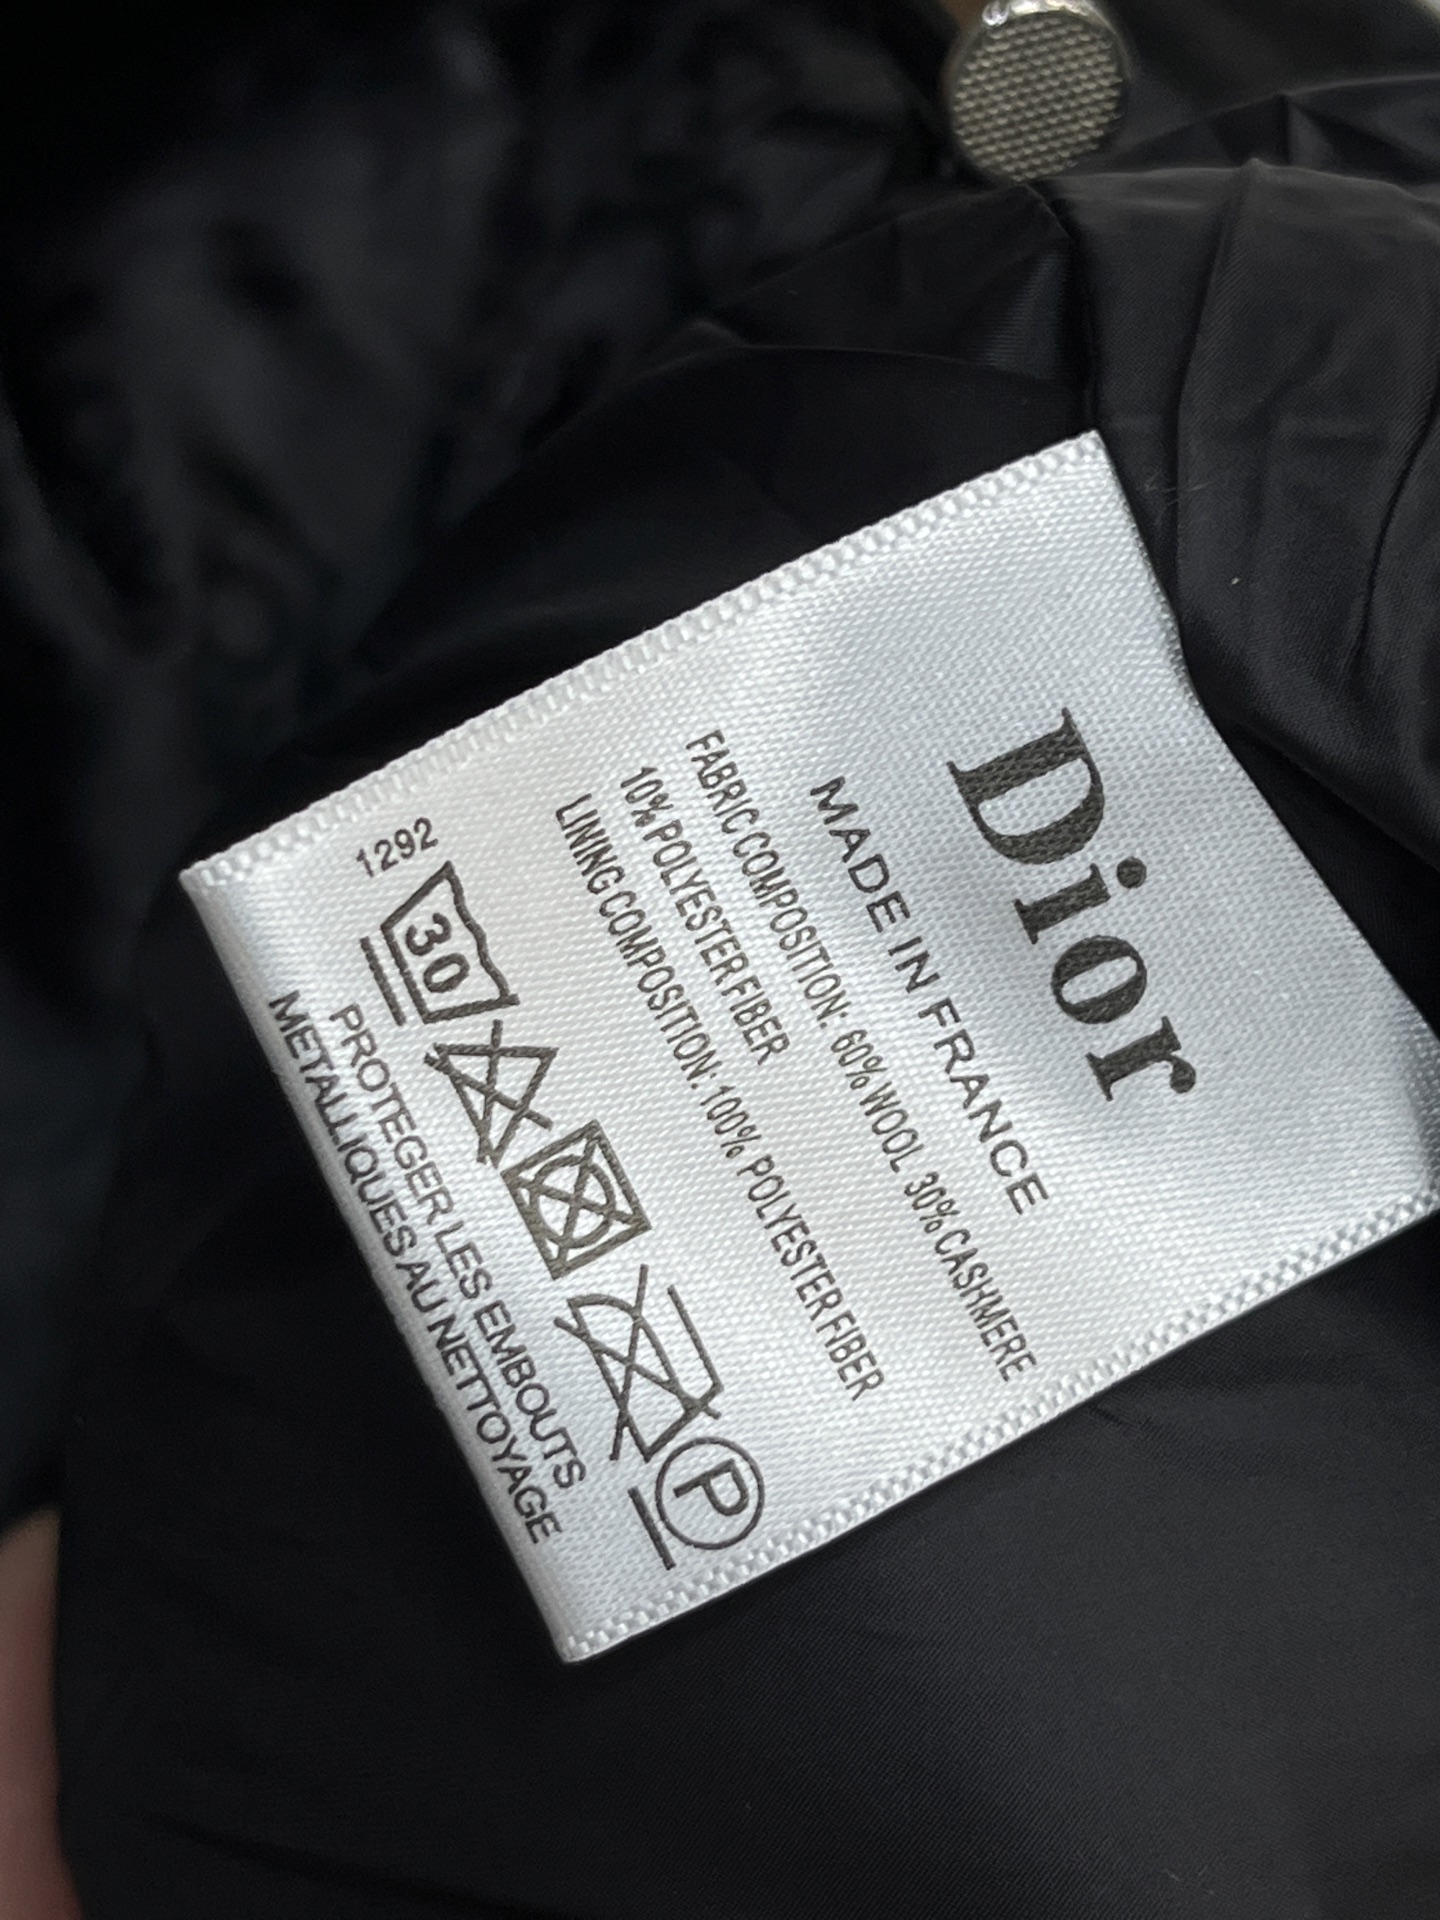 Dior
MADE IN FRANCE
FABRIC COMPOSITION: 60% WOOL 30% CASHMERE
10% POLYESTER FIBER
LINING COMPOSITION: 100% POLYESTER FIBER
1292
30
P
PROTEGER LES EMBOUTS
METALLIQUES AU NETTOYAGE